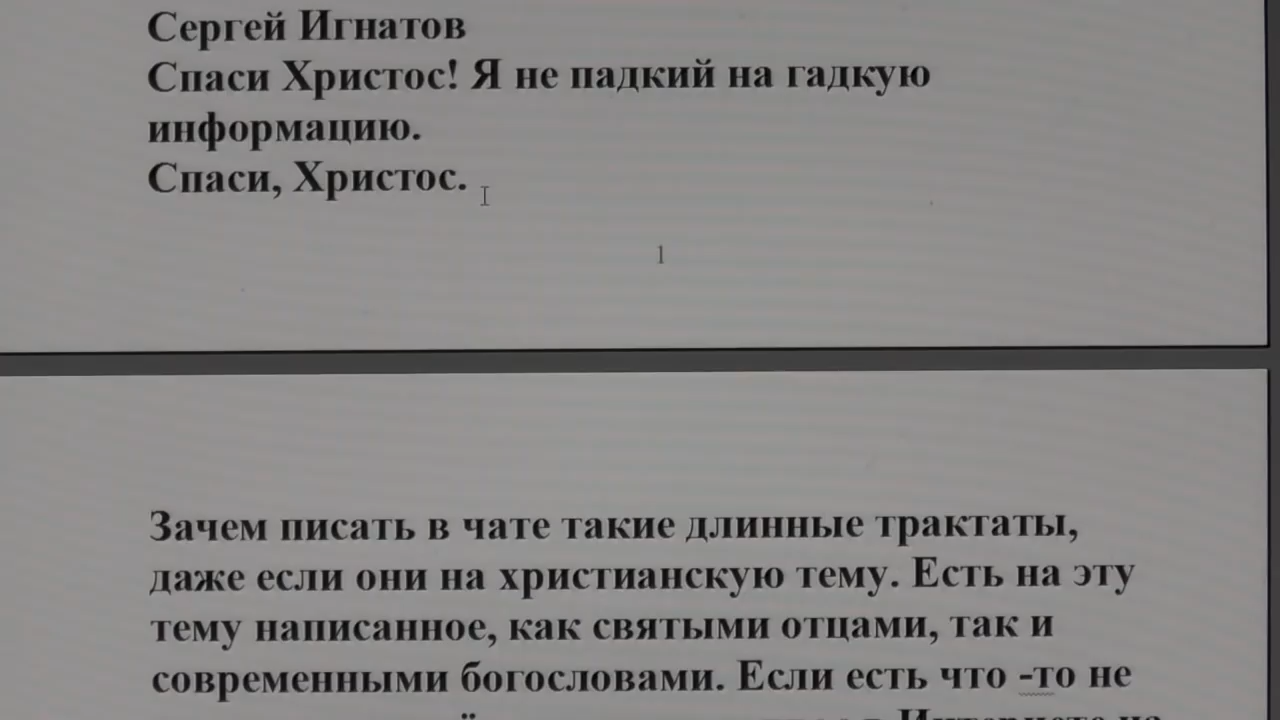 Сергей Игнатов
Спаси Христос! Я не падкий на гадкую
информацию.
Спаси, Христос.
1
Зачем писать в чате такие длинные трактаты,
даже если они на христианскую тему. Есть на эту
тему написанное, как святыми отцами, так и
современными богословами. Если есть что -то не